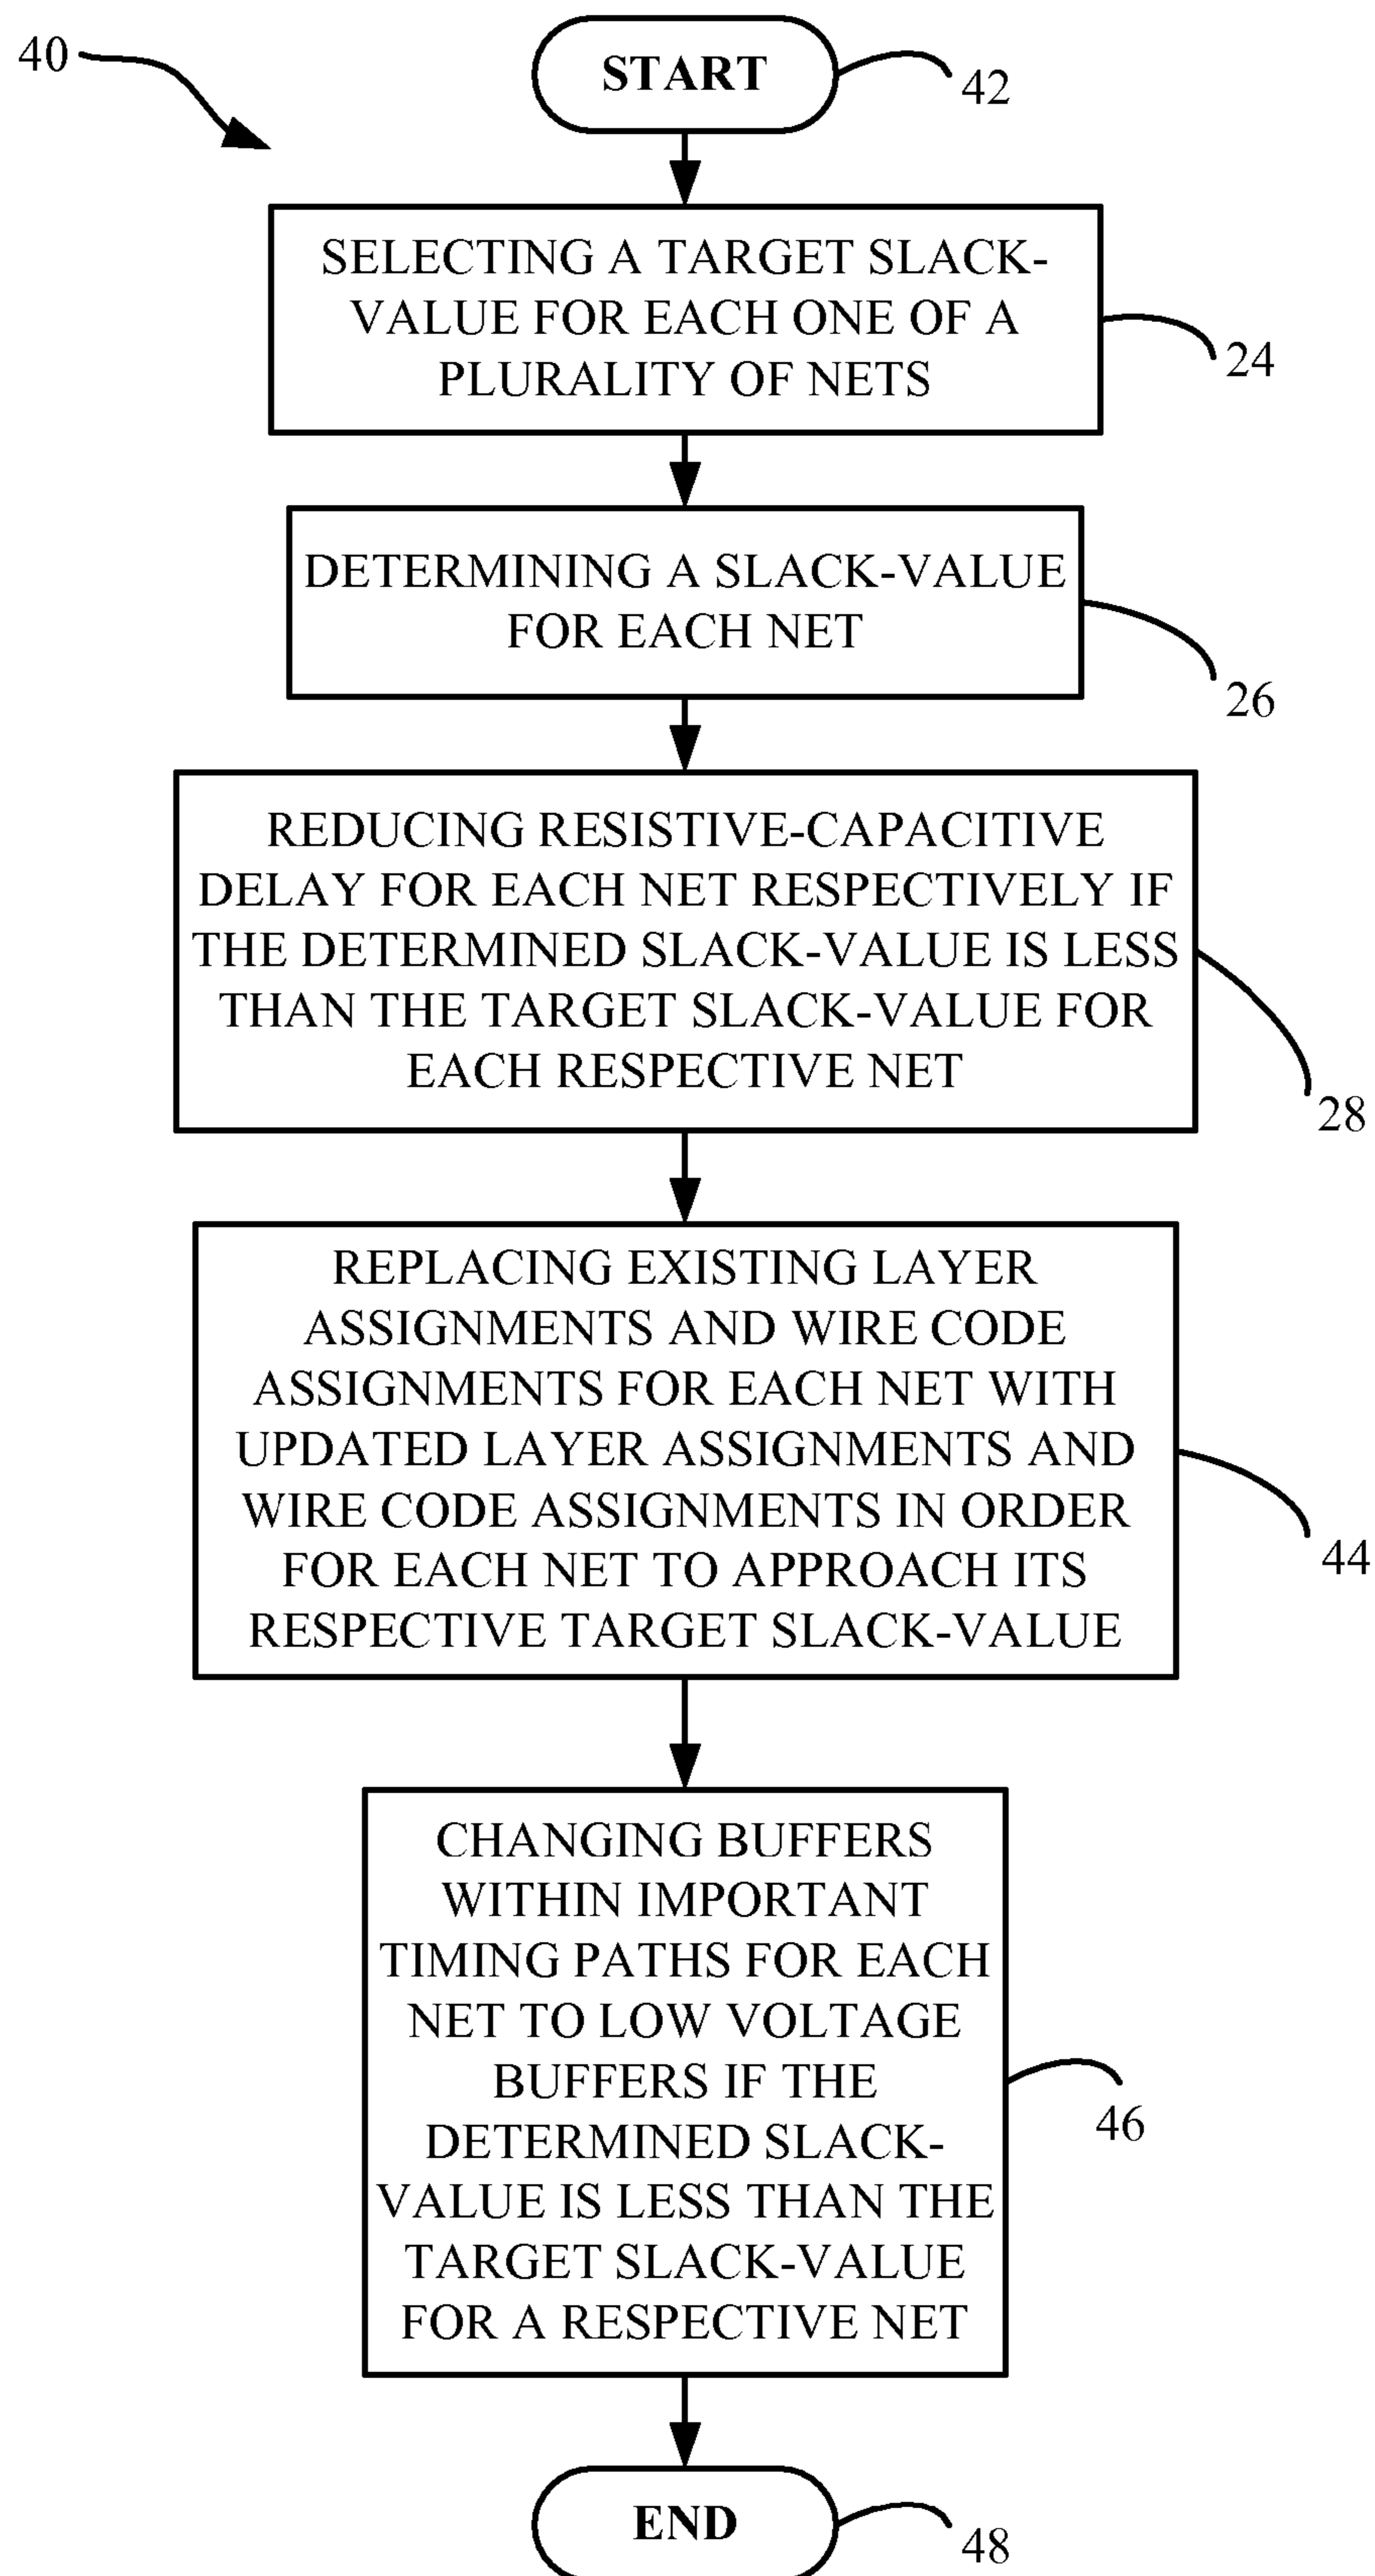 40
START
42
SELECTING A TARGET SLACK-
VALUE FOR EACH ONE OF A
PLURALITY OF NETS
24
DETERMINING A SLACK-VALUE
FOR EACH NET
26
REDUCING RESISTIVE-CAPACITIVE
DELAY FOR EACH NET RESPECTIVELY IF
THE DETERMINED SLACK-VALUE IS LESS
THAN THE TARGET SLACK-VALUE FOR
EACH RESPECTIVE NET
28
REPLACING EXISTING LAYER
ASSIGNMENTS AND WIRE CODE
ASSIGNMENTS FOR EACH NET WITH
UPDATED LAYER ASSIGNMENTS AND
WIRE CODE ASSIGNMENTS IN ORDER
FOR EACH NET TO APPROACH ITS
RESPECTIVE TARGET SLACK-VALUE
44
CHANGING BUFFERS
WITHIN IMPORTANT
TIMING PATHS FOR EACH
NET TO LOW VOLTAGE
BUFFERS IF THE
DETERMINED SLACK-
VALUE IS LESS THAN THE
TARGET SLACK-VALUE
FOR A RESPECTIVE NET
46
END
48